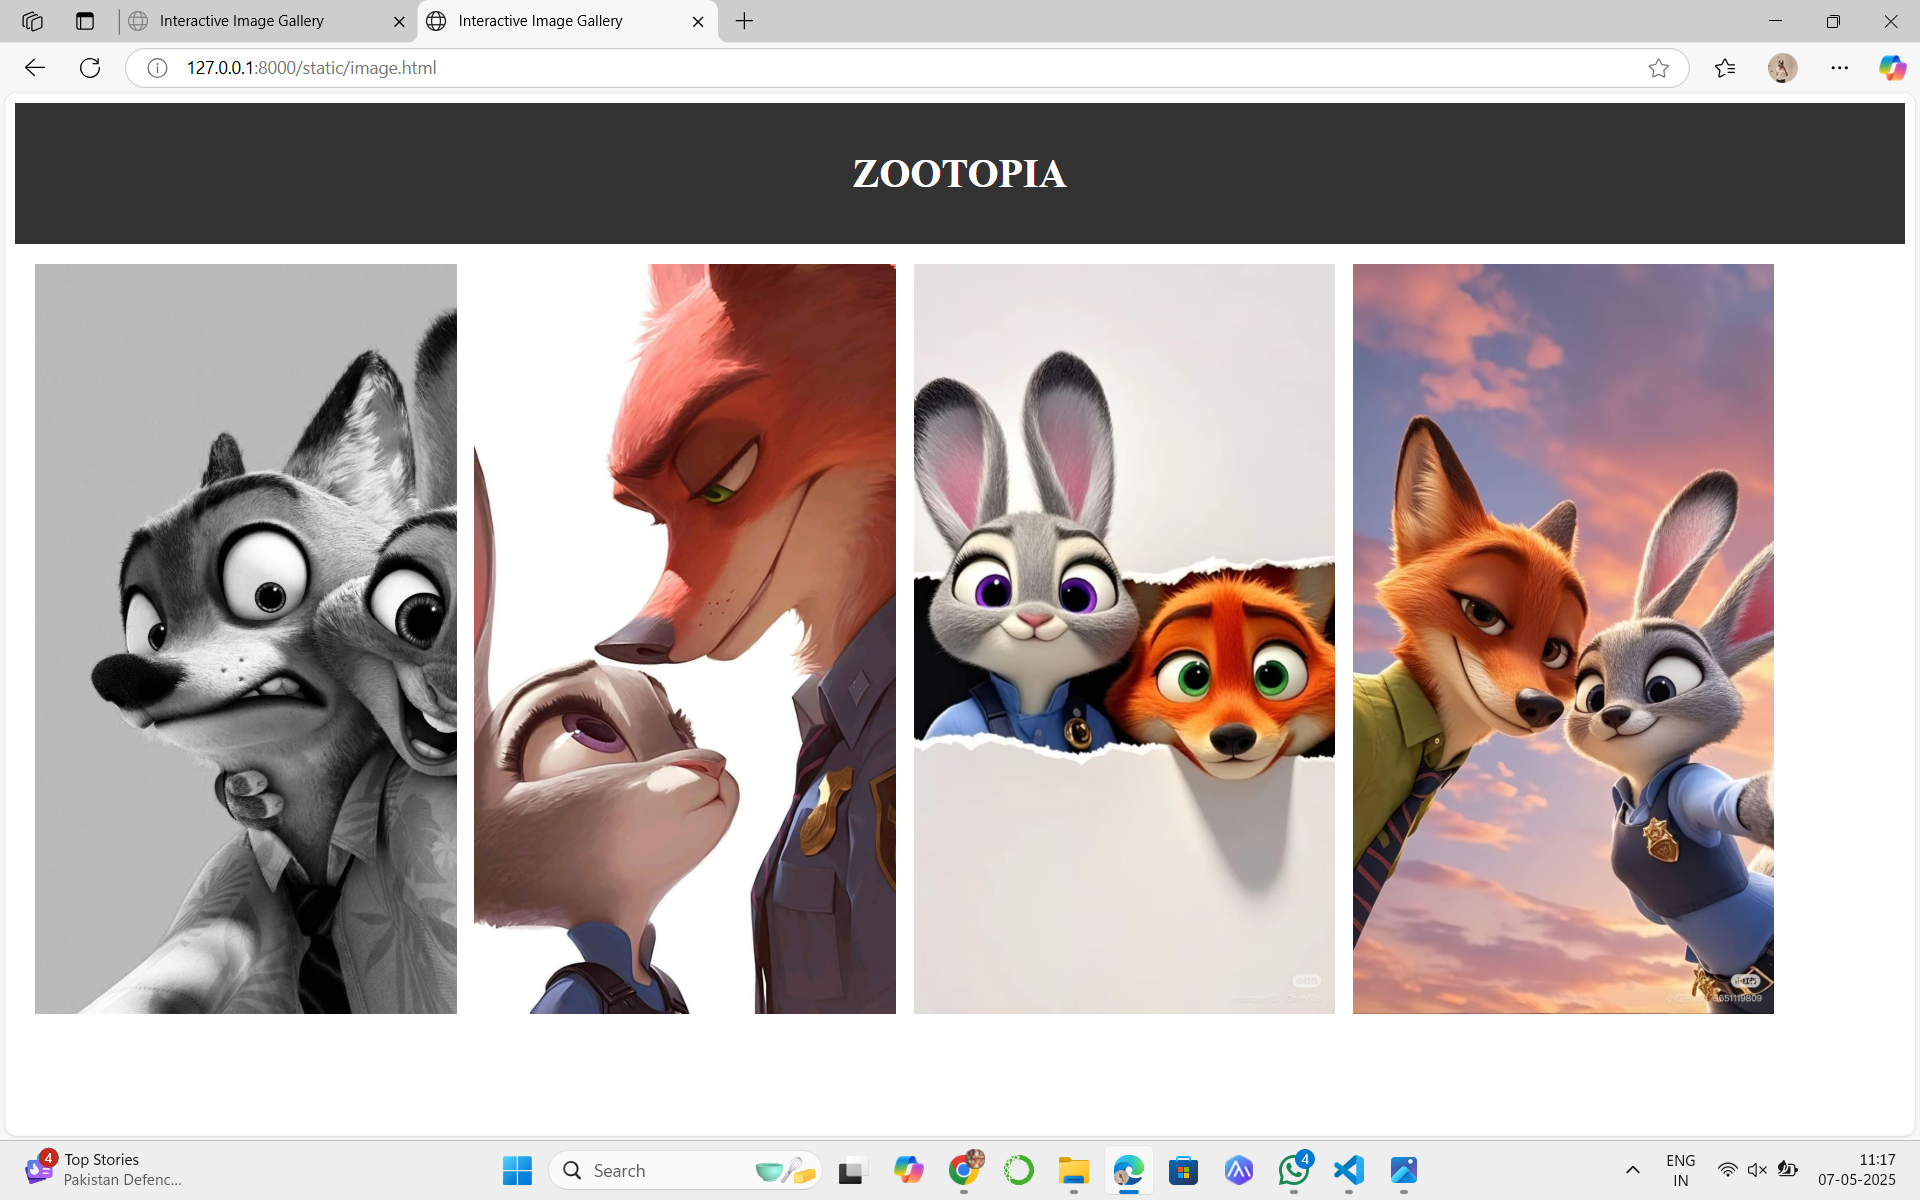 Interactive Image Gallery
Interactive Image Gallery
127.0.0.1:8000/static/image.html
ZOOTOPIA
4
Top Stories
Pakistan Defenc...
Search
4
ENG
IN
11:17
07-05-2025